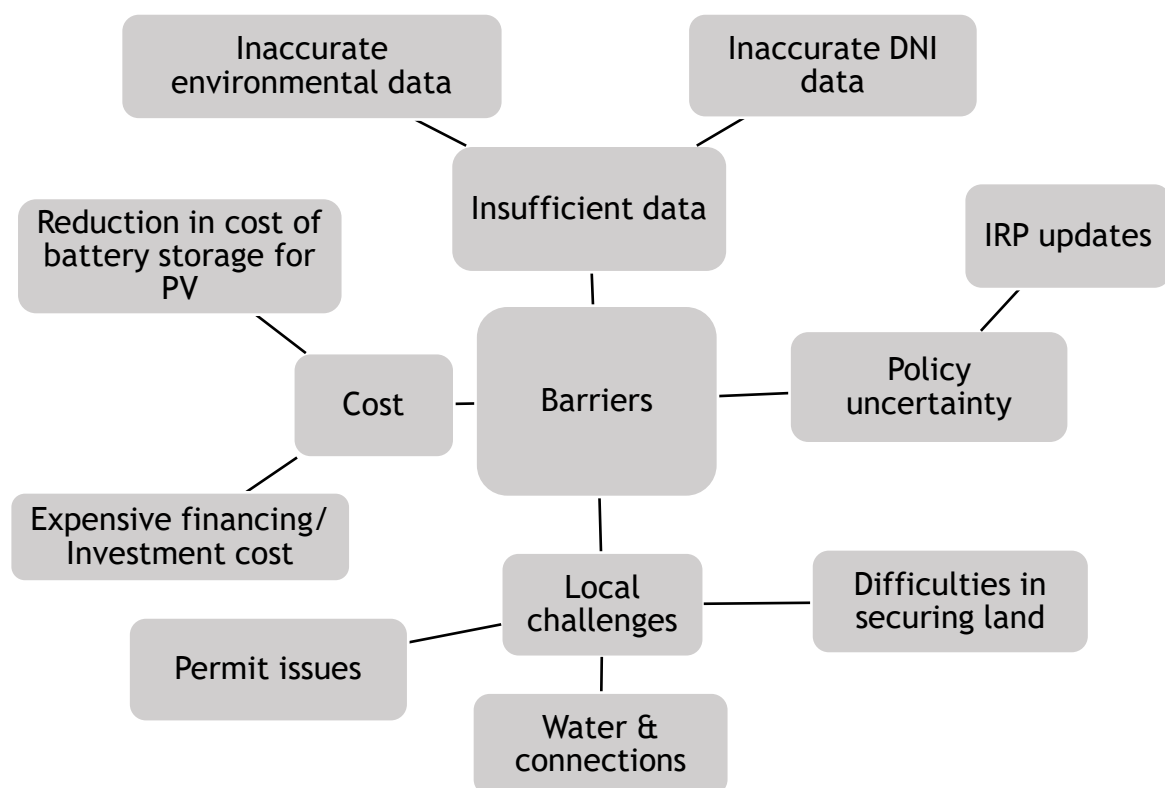 Inaccurate
environmental data
Inaccurate DNI
data
Insufficient data
IRP updates
Reduction in cost of
battery storage for
PV
Policy
uncertainty
Cost
Barriers
Expensive financing/
Investment cost
Local
challenges
Difficulties in
securing land
Permit issues
Water &
connections